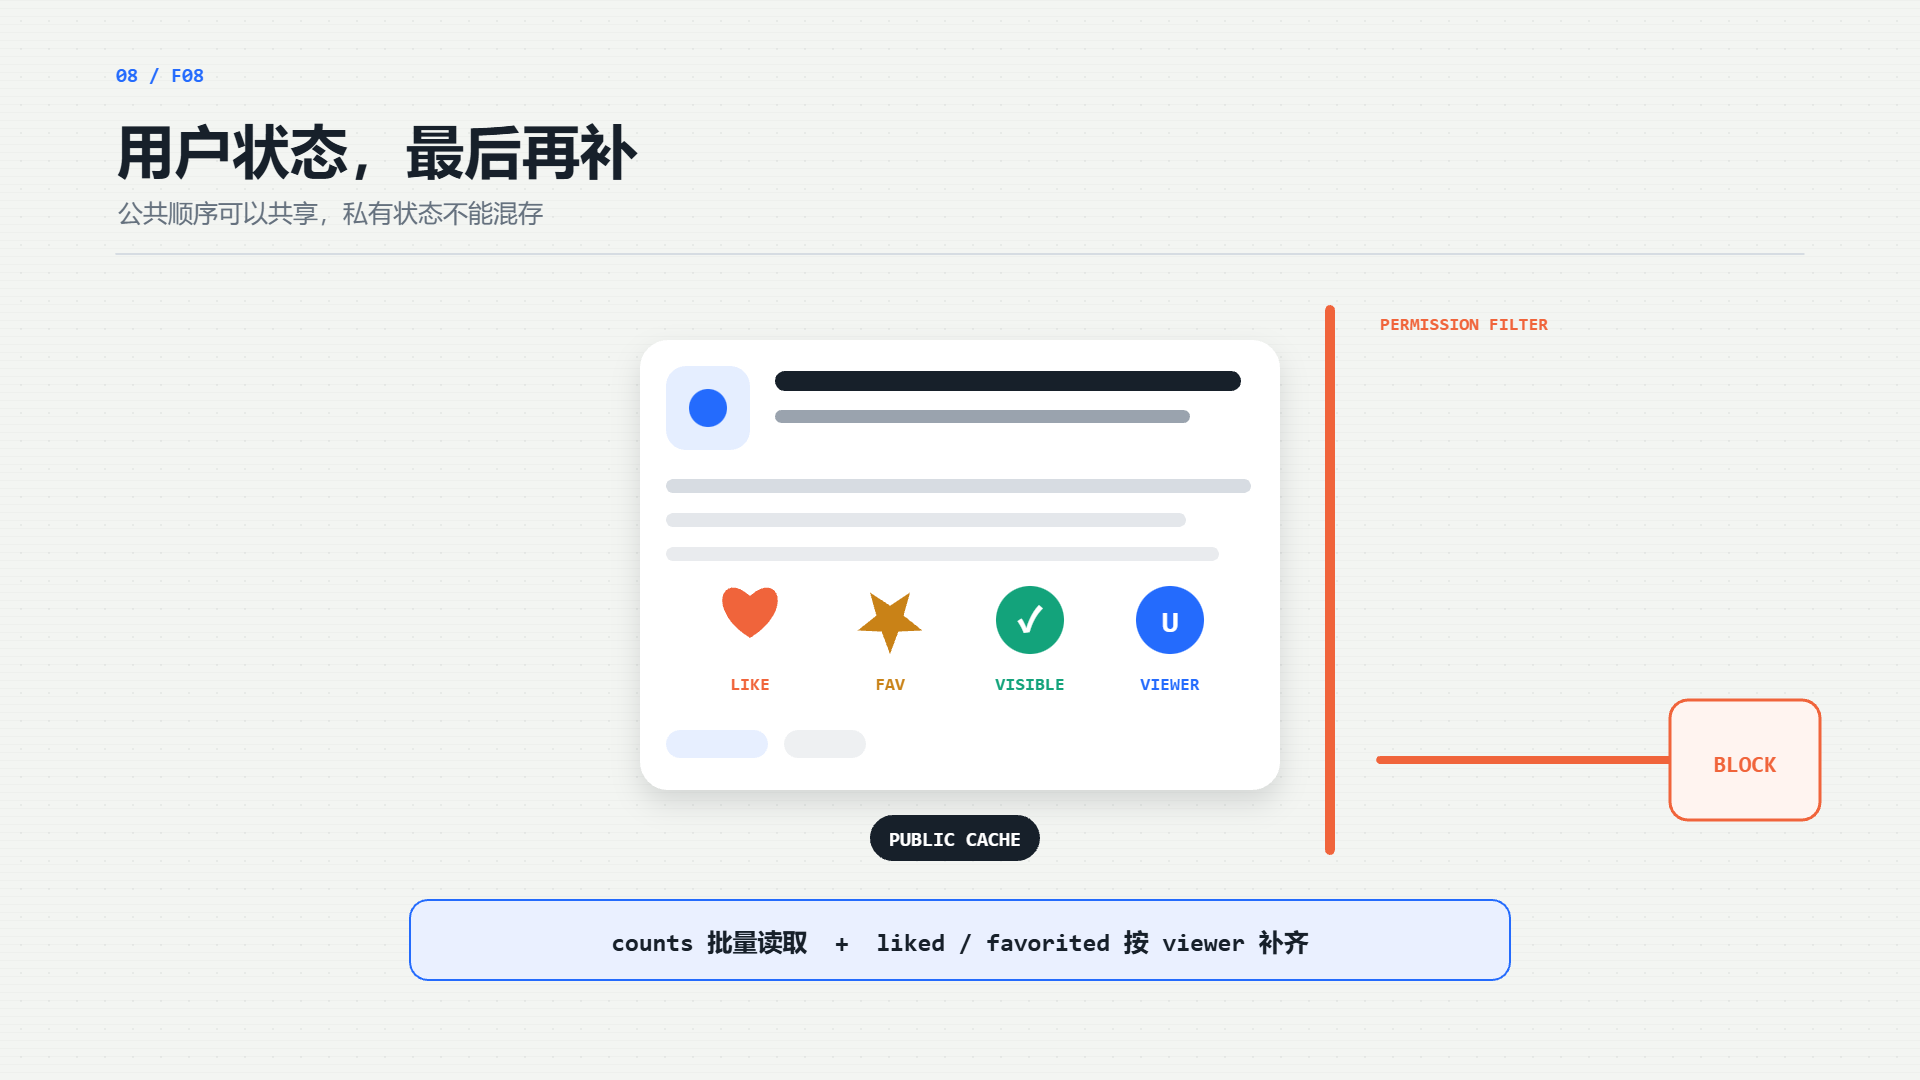 08 / F08
用户状态，最后再补
公共顺序可以共享，私有状态不能混存
PERMISSION FILTER
U
LIKE
FAV
VISIBLE
VIEWER
BLOCK
PUBLIC CACHE
counts 批量读取 + liked / favorited 按 viewer 补齐